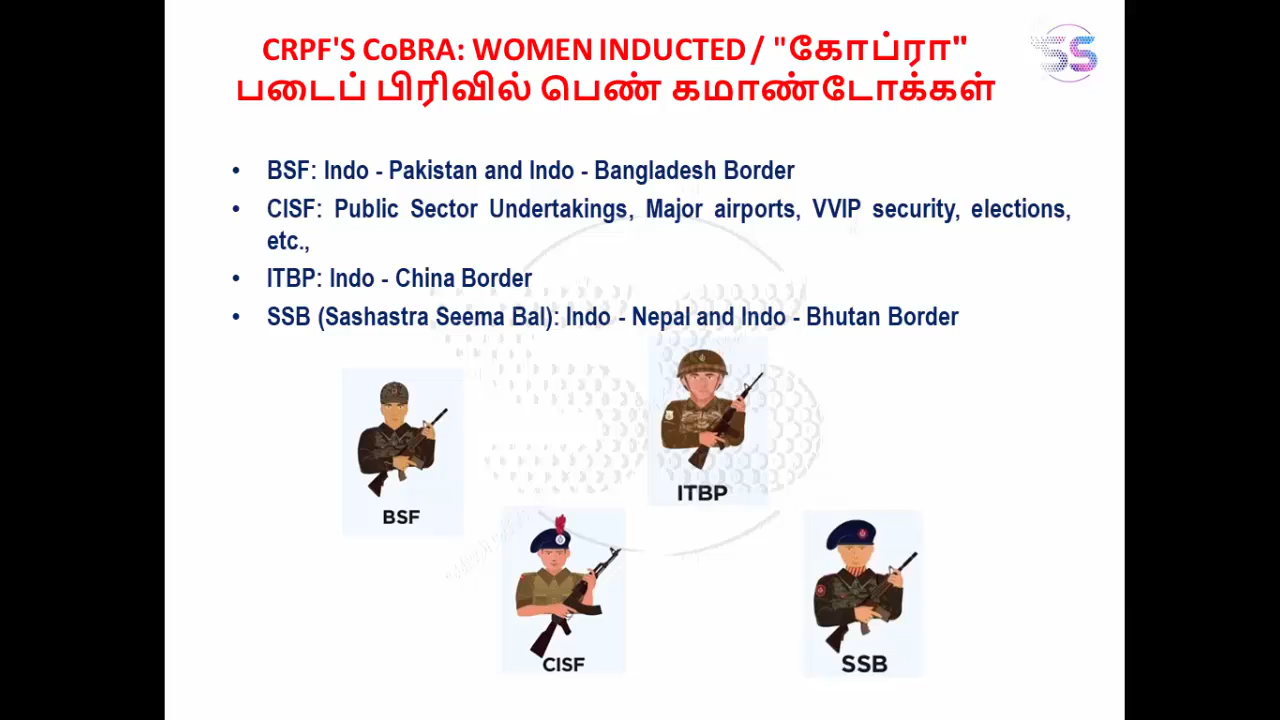 CRPF'S CoBRA: WOMEN INDUCTED / "கோப்ரா"
படைப் பிரிவில் பெண் கமாண்டோக்கள்
SS
• BSF: Indo - Pakistan and Indo - Bangladesh Border
• CISF: Public Sector Undertakings, Major airports, VVIP security, elections,
etc.,
• ITBP: Indo - China Border
• SSB (Sashastra Seema Bal): Indo - Nepal and Indo - Bhutan Border
ITBP
BSF
CISF
SSB